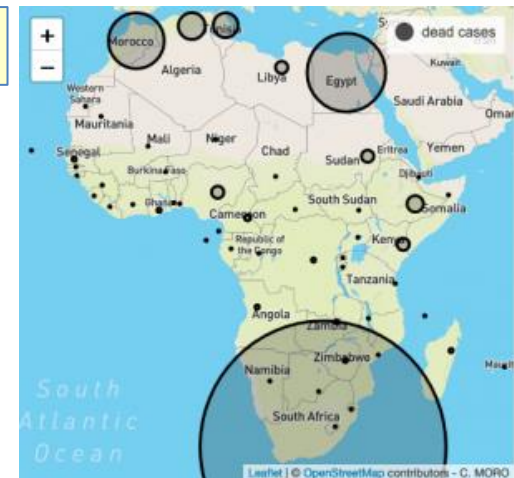 +
−
dead cases
Morocco
Tunisia
Algeria
Libya
Egypt
Kuwait
Western
Sahara
Saudi Arabia
Oman
Mauritania
Mali
Niger
Chad
Sudan
Eritrea
Yemen
Senegal
Burkina Faso
Djibouti
Ghana
South Sudan
Somalia
Cameroon
Republic of
the Congo
Kenya
Tanzania
Angola
Zambia
Zimbabwe
Namibia
South Africa
South
Atlantic
Ocean
Leaflet | © OpenStreetMap contributors - C. MORO